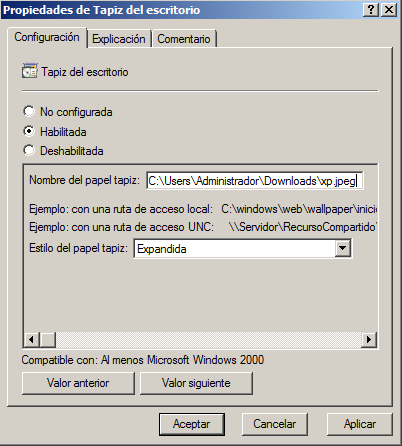 Propiedades de Tapiz del escritorio
Configuración Explicación Comentario
Tapiz del escritorio
No configurada
Habilitada
Deshabilitada
Nombre del papel tapiz: C:\Users\Administrador\Downloads\xp.jpeg
Ejemplo: con una ruta de acceso local: C:\windows\web\wallpaper\inicio
Ejemplo: con una ruta de acceso UNC: \\Servidor\RecursoCompartido\
Estilo del papel tapiz: Expandida
Compatible con: Al menos Microsoft Windows 2000
Valor anterior Valor siguiente
Aceptar Cancelar Aplicar